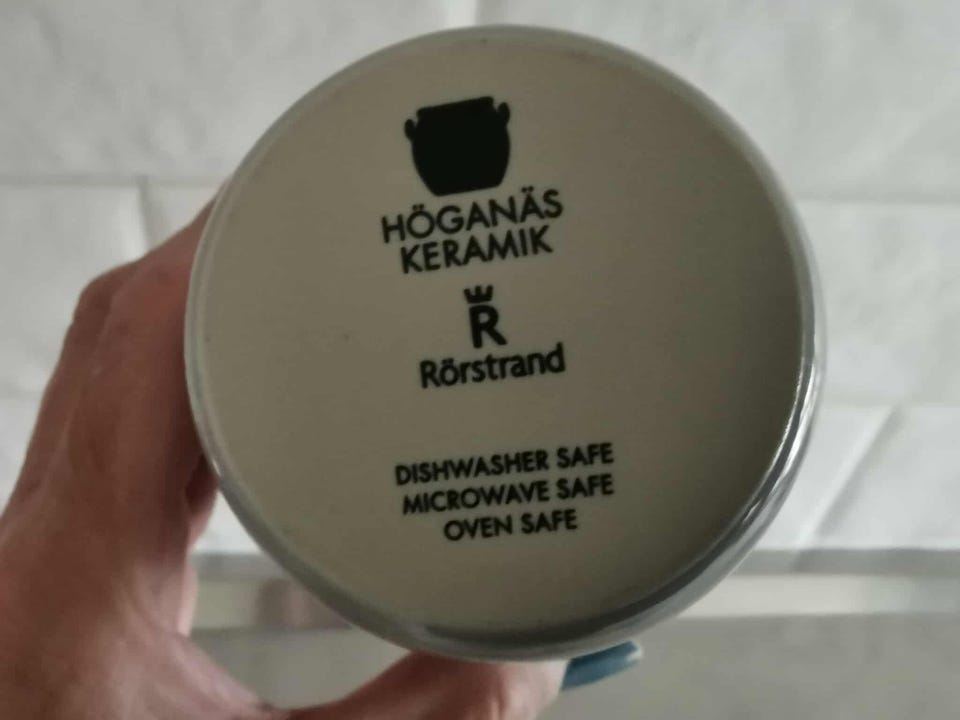 HÖGANÄS
KERAMIK
R
Rörstrand
DISHWASHER SAFE
MICROWAVE SAFE
OVEN SAFE